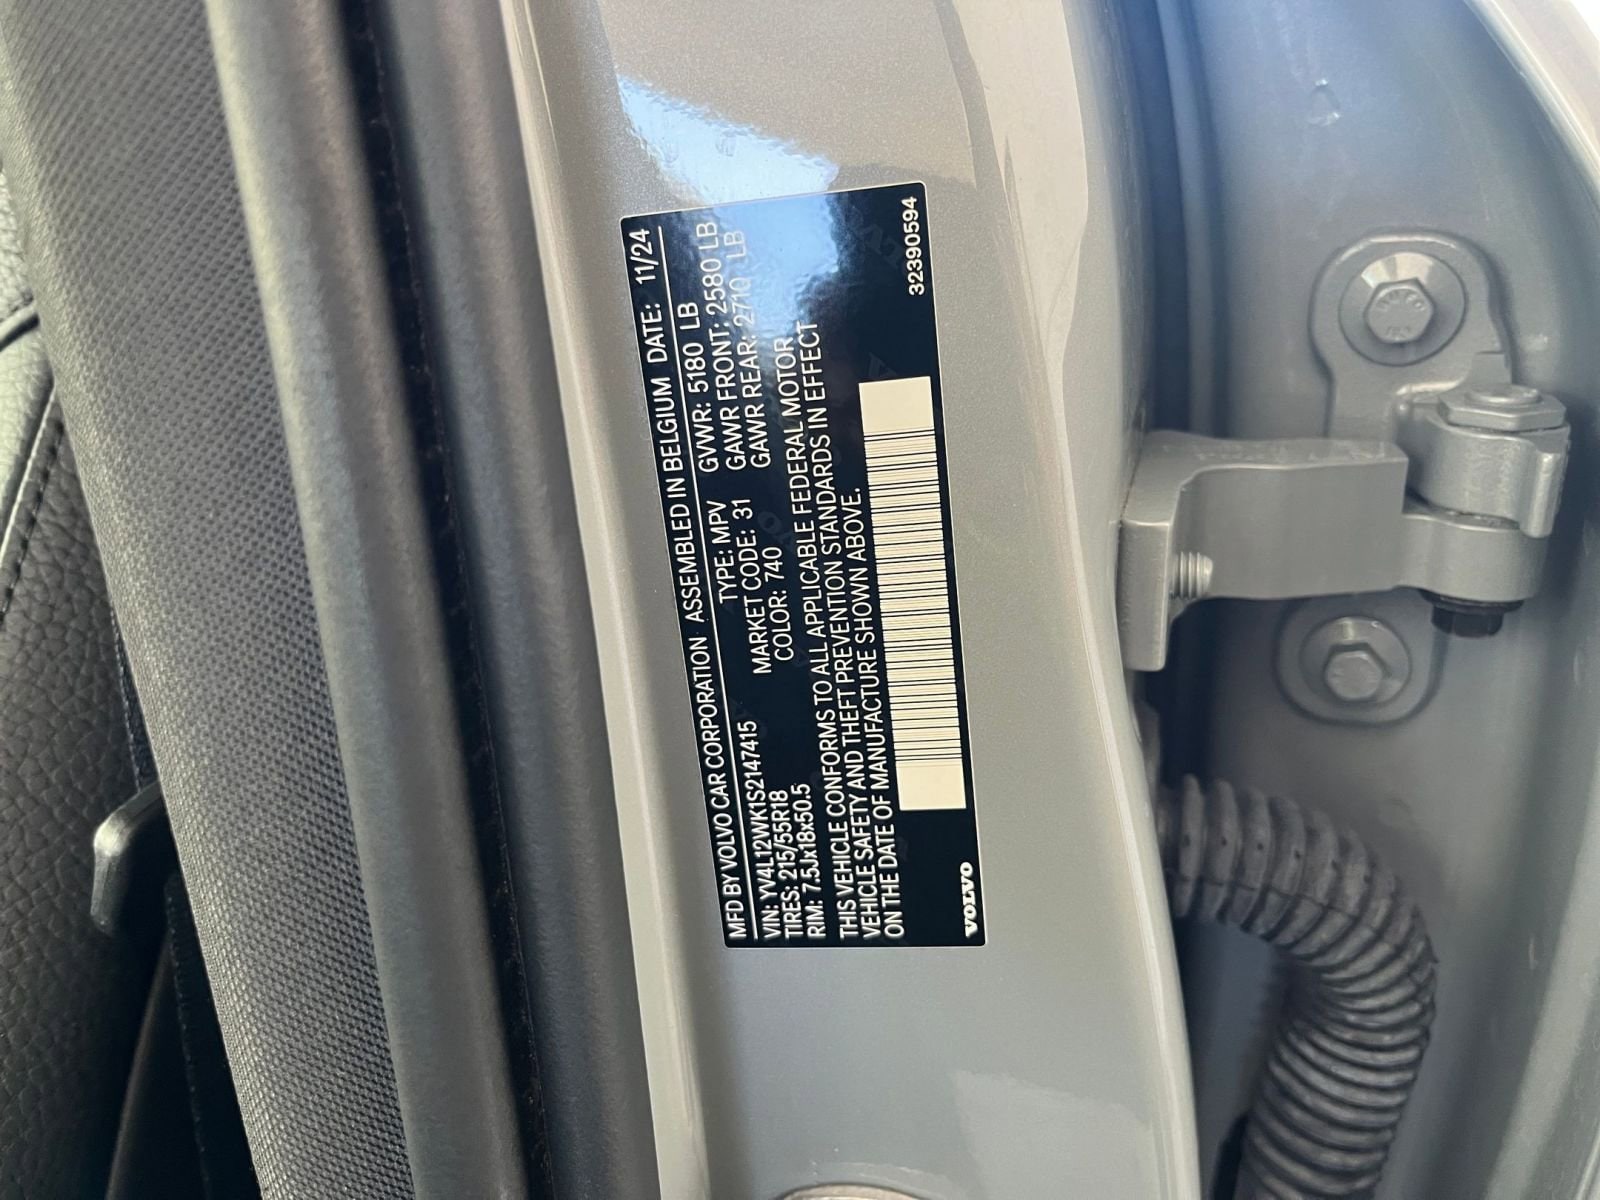 MFD BY VOLVO CAR CORPORATION ASSEMBLED IN BELGIUM DATE: 11/24
VIN: YV4L12WK1S2147415 TYPE: MPV GVWR: 5180 LB
TIRES: 215/55R18 MARKET CODE: 31 GAWR FRONT: 2580 LB
RIM: 7.5Jx18x50.5 COLOR: 740 GAWR REAR: 2710 LB
THIS VEHICLE CONFORMS TO ALL APPLICABLE FEDERAL MOTOR
VEHICLE SAFETY AND THEFT PREVENTION STANDARDS IN EFFECT
ON THE DATE OF MANUFACTURE SHOWN ABOVE.
VOLVO 32390594